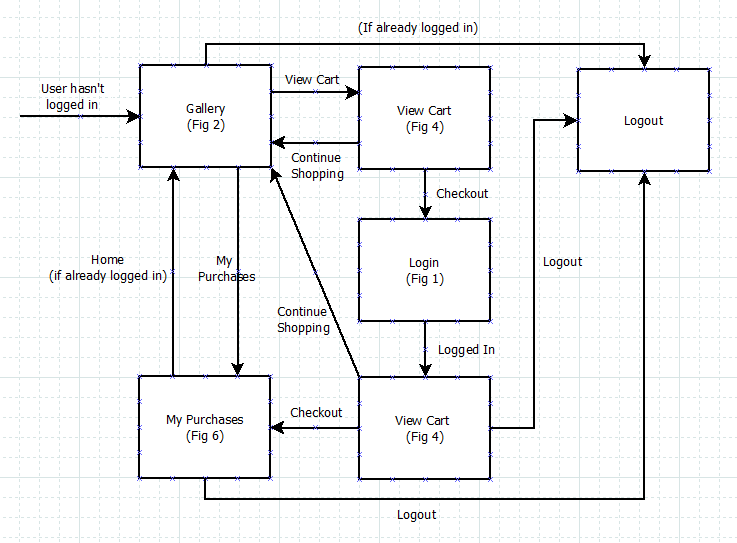 (If already logged in)
User hasn't
logged in
Gallery
(Fig 2)
View Cart
View Cart
(Fig 4)
Logout
Continue
Shopping
Checkout
Login
(Fig 1)
Home
(if already logged in)
My
Purchases
Logout
Continue
Shopping
Logged In
My Purchases
(Fig 6)
Checkout
View Cart
(Fig 4)
Logout